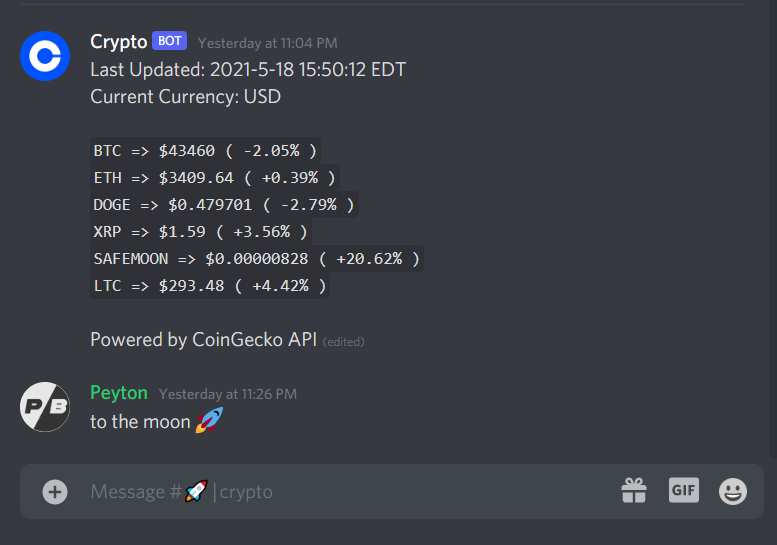 Crypto BOT Yesterday at 11:04 PM
Last Updated: 2021-5-18 15:50:12 EDT
Current Currency: USD
BTC => $43460 ( -2.05% )
ETH => $3409.64 ( +0.39% )
DOGE => $0.479701 ( -2.79% )
XRP => $1.59 ( +3.56% )
SAFEMOON => $0.00000828 ( +20.62% )
LTC => $293.48 ( +4.42% )
Powered by CoinGecko API (edited)
Peyton Yesterday at 11:26 PM
P/B
to the moon 🚀
Message #🚀|crypto
GIF